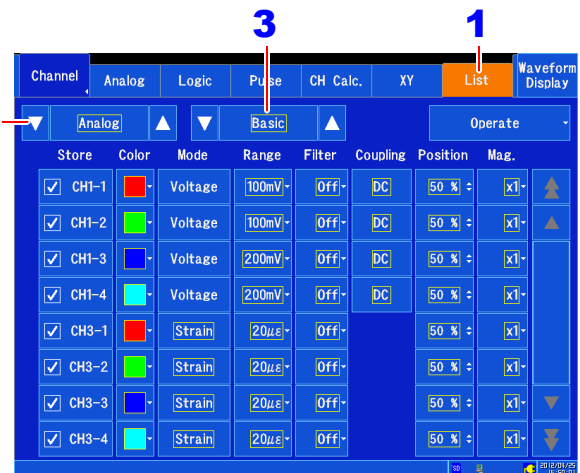 3
1
Channel Analog Logic Pulse CH Calc. XY List Waveform Display
Analog Basic Operate
Store Color Mode Range Filter Coupling Position Mag.
CH1-1 Voltage 100mV Off DC 50 % x1
CH1-2 Voltage 100mV Off DC 50 % x1
CH1-3 Voltage 200mV Off DC 50 % x1
CH1-4 Voltage 200mV Off DC 50 % x1
CH3-1 Strain 20με Off 50 % x1
CH3-2 Strain 20με Off 50 % x1
CH3-3 Strain 20με Off 50 % x1
CH3-4 Strain 20με Off 50 % x1
SD